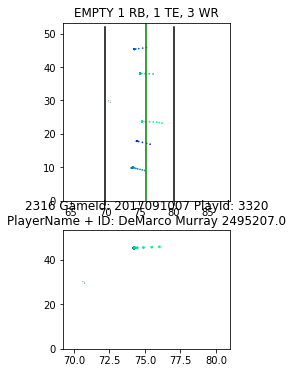 EMPTY 1 RB, 1 TE, 3 WR
50
40
30
20
10
0
65 70 75 80 85
2316 GameId: 2017091007 PlayId: 3320
PlayerName + ID: DeMarco Murray 2495207.0
40
20
0
70.0 72.5 75.0 77.5 80.0